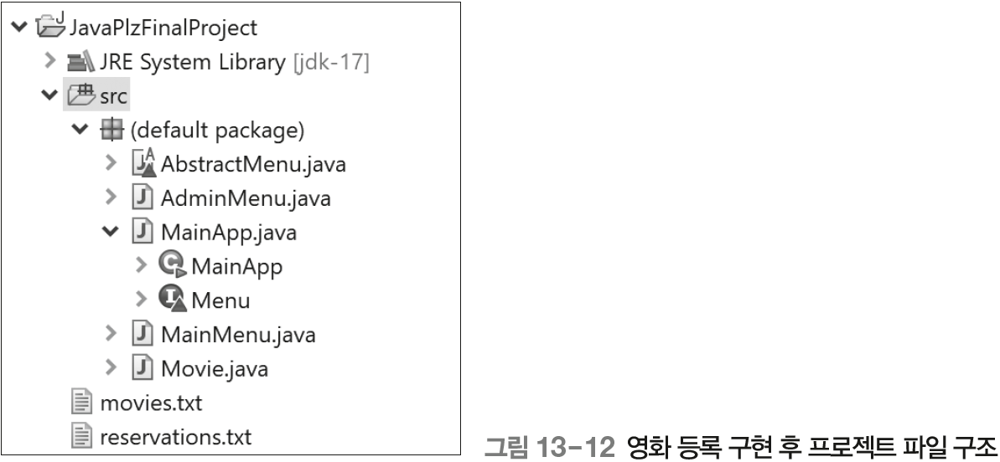 JavaPlzFinalProject
JRE System Library [jdk-17]
src
(default package)
AbstractMenu.java
AdminMenu.java
MainApp.java
MainApp
Menu
MainMenu.java
Movie.java
movies.txt
reservations.txt
그림 13-12 영화 등록 구현 후 프로젝트 파일 구조